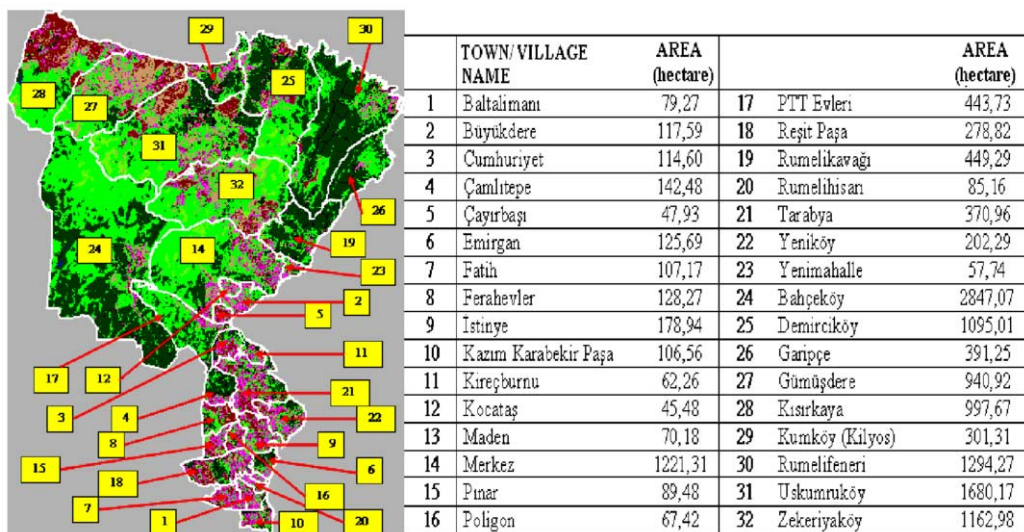 29
30
25
28
27
31
32
26
24
14
19
23
2
5
11
17
12
21
3
4
22
8
9
15
6
18
16
7
1
20
10
TOWN/ VILLAGE NAME AREA (hectare) AREA (hectare)
1 Baltalimanı 79,27 17 PTT Evleri 443,73
2 Büyükdere 117,59 18 Reşit Paşa 278,82
3 Cumhuriyet 114,60 19 Rumelikavağı 449,29
4 Çamlıtepe 142,48 20 Rumelihisarı 85,16
5 Çayırbaşı 47,93 21 Tarabya 370,96
6 Emirgan 125,69 22 Yeniköy 202,29
7 Fatih 107,17 23 Yenimahalle 57,74
8 Ferahevler 128,27 24 Bahçeköy 2847,07
9 İstinye 178,94 25 Demirciköy 1095,01
10 Kazım Karabekir Paşa 106,56 26 Garipçe 391,25
11 Kireçburnu 62,26 27 Gümüşdere 940,92
12 Kocataş 45,48 28 Kısırkaya 997,67
13 Maden 70,18 29 Kumköy (Kilyos) 301,31
14 Merkez 1221,31 30 Rumelifeneri 1294,27
15 Pınar 89,48 31 Uskumruköy 1680,17
16 Poligon 67,42 32 Zekeriyaköy 1162,98